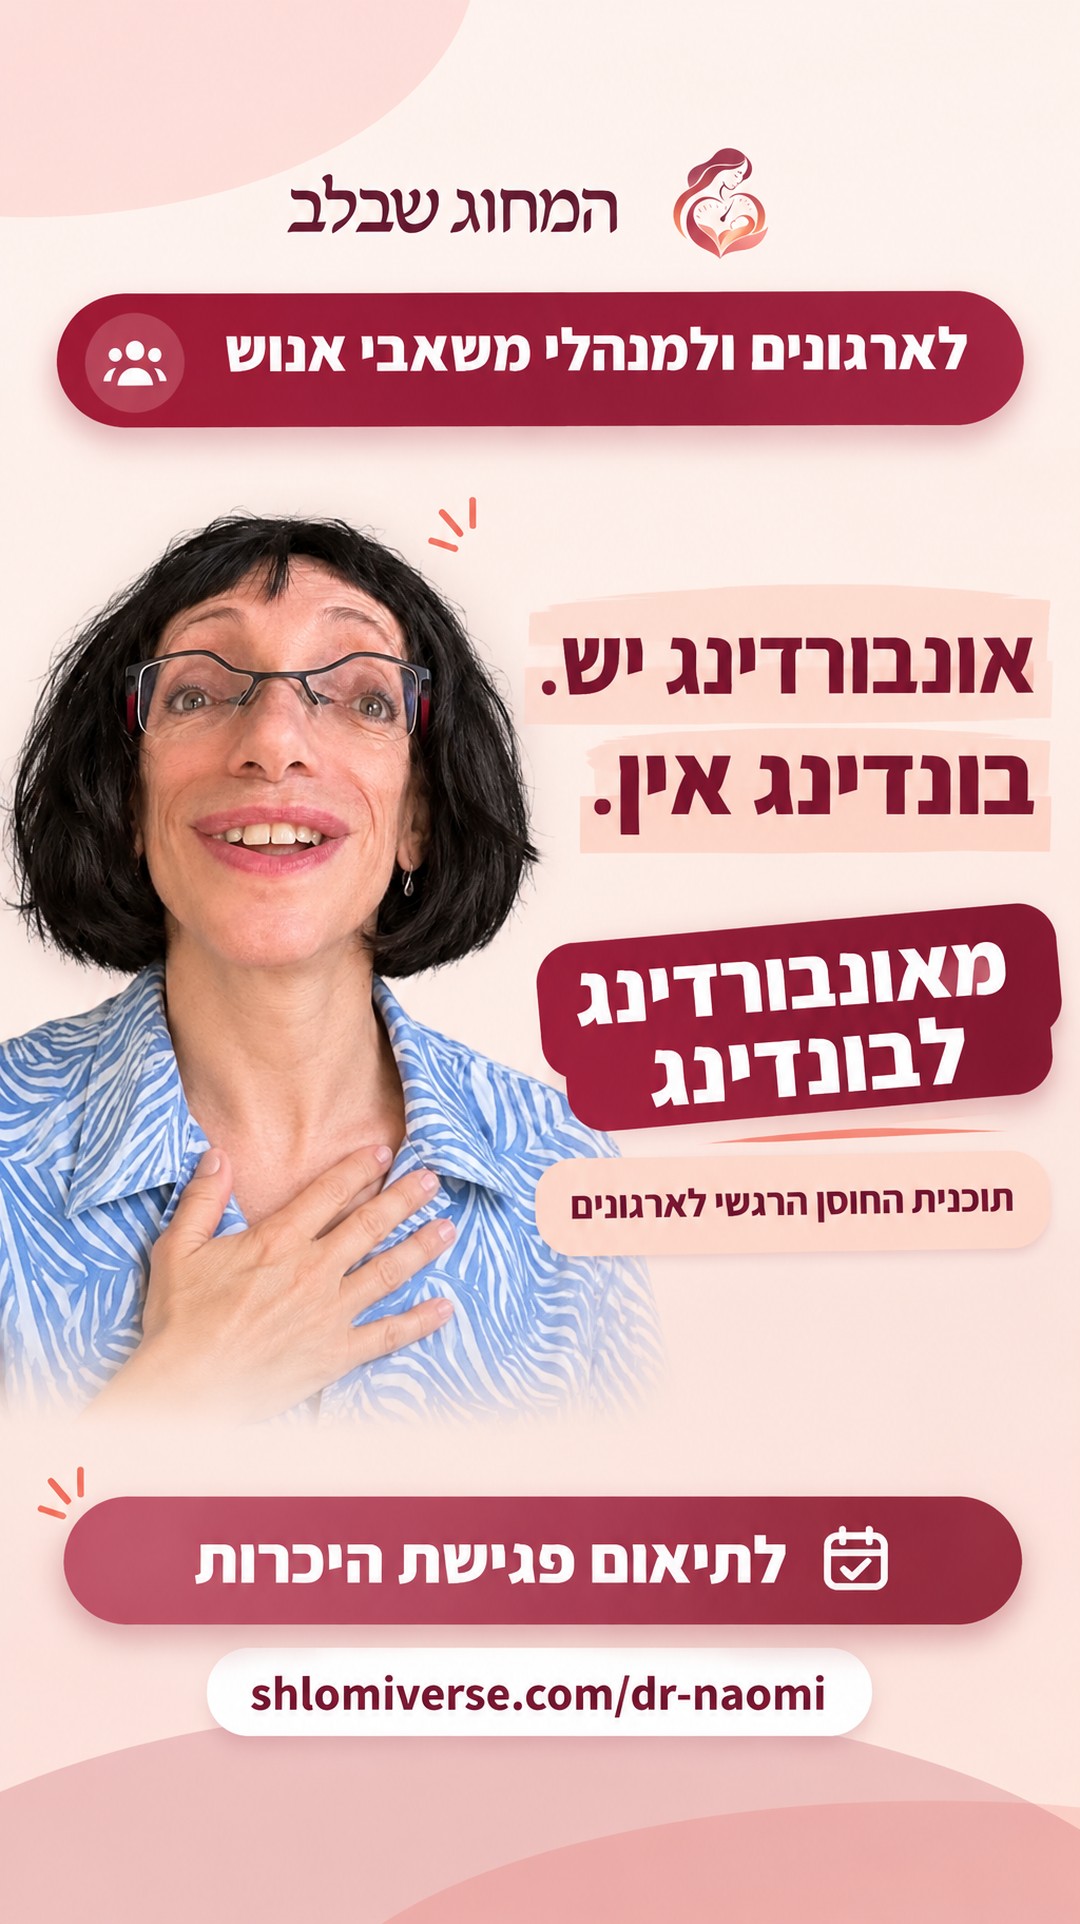 המחוג שבלב
לארגונים ולמנהלי משאבי אנוש
אונבורדינג יש.
בונדינג אין.
מאונבורדינג
לבונדינג
תוכנית החוסן הרגשי לארגונים
לתיאום פגישת היכרות
shlomiverse.com/dr-naomi